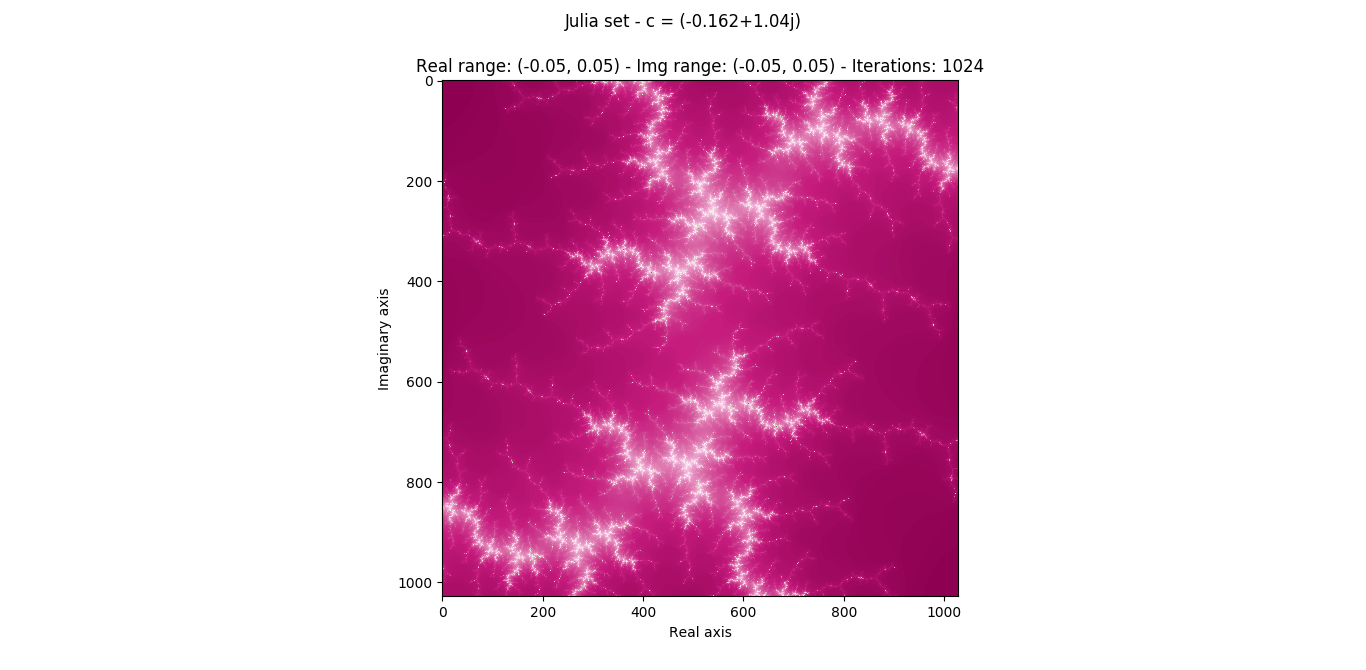 Julia set - c = (-0.162+1.04j)
Real range: (-0.05, 0.05) - Img range: (-0.05, 0.05) - Iterations: 1024
0
200
400
600
800
1000
Imaginary axis
0 200 400 600 800 1000
Real axis